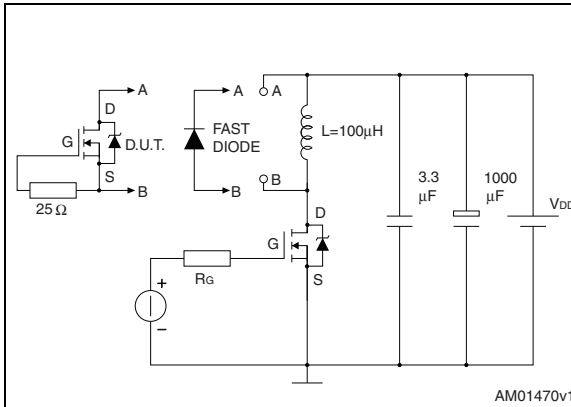 A
D
G
D.U.T.
S
B
25 Ω
A
FAST
DIODE
B
A
L=100µH
B
D
G
S
RG
+
–
3.3
µF
1000
µF
VDD
AM01470v1